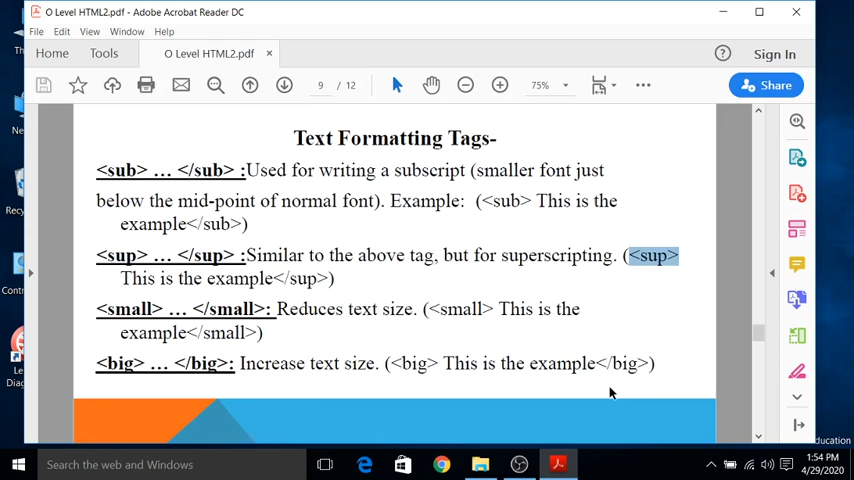 O Level HTML2.pdf - Adobe Acrobat Reader DC
File Edit View Window Help
Home Tools O Level HTML2.pdf × Sign In
9 / 12 75% Share
Text Formatting Tags-
<sub> … </sub> :Used for writing a subscript (smaller font just
below the mid-point of normal font). Example: (<sub> This is the
example</sub>)
<sup> … </sup> :Similar to the above tag, but for superscripting. (<sup>
This is the example</sup>)
<small> … </small>: Reduces text size. (<small> This is the
example</small>)
<big> … </big>: Increase text size. (<big> This is the example</big>)
Search the web and Windows
1:54 PM
4/29/2020